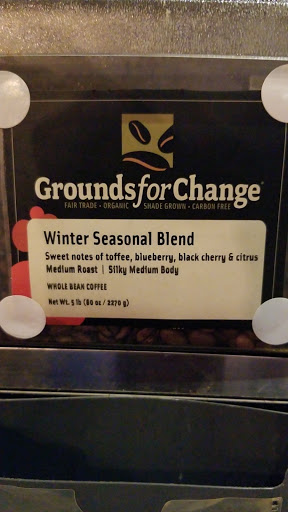 GroundsforChange®
FAIR TRADE • ORGANIC SHADE GROWN • CARBON FREE
Winter Seasonal Blend
Sweet notes of toffee, blueberry, black cherry & citrus
Medium Roast | Silky Medium Body
WHOLE BEAN COFFEE
Net Wt. 5 lb (80 oz / 2270 g)